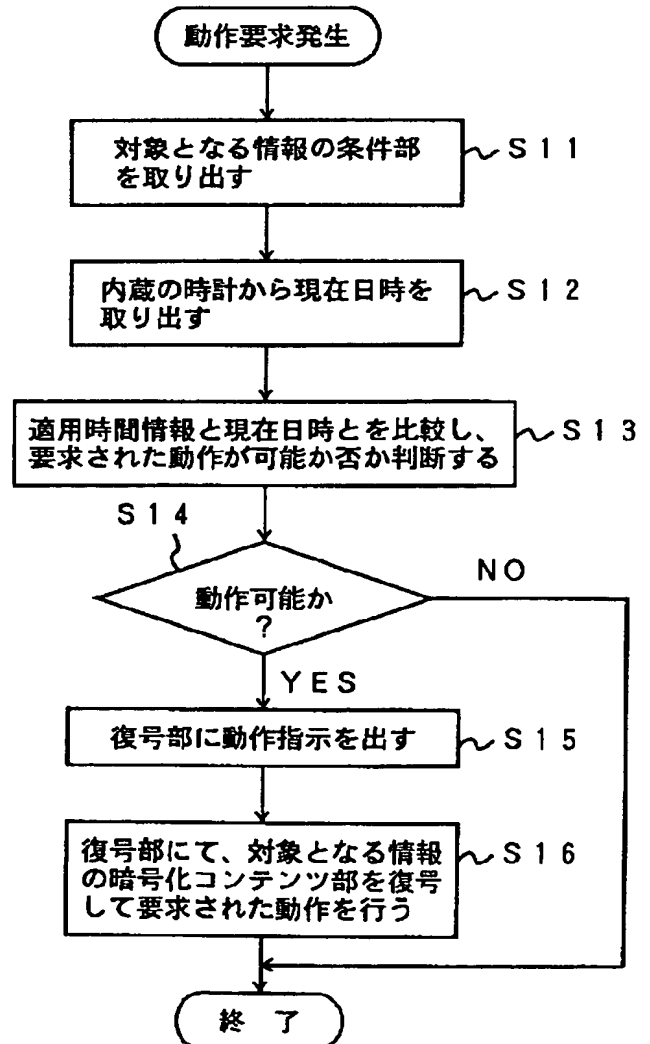 動作要求発生
対象となる情報の条件部
を取り出す
S11
内蔵の時計から現在日時を
取り出す
S12
適用時間情報と現在日時とを比較し、
要求された動作が可能か否か判断する
S13
S14
動作可能か
?
NO
YES
復号部に動作指示を出す
S15
復号部にて、対象となる情報
の暗号化コンテンツ部を復号
して要求された動作を行う
S16
終 了